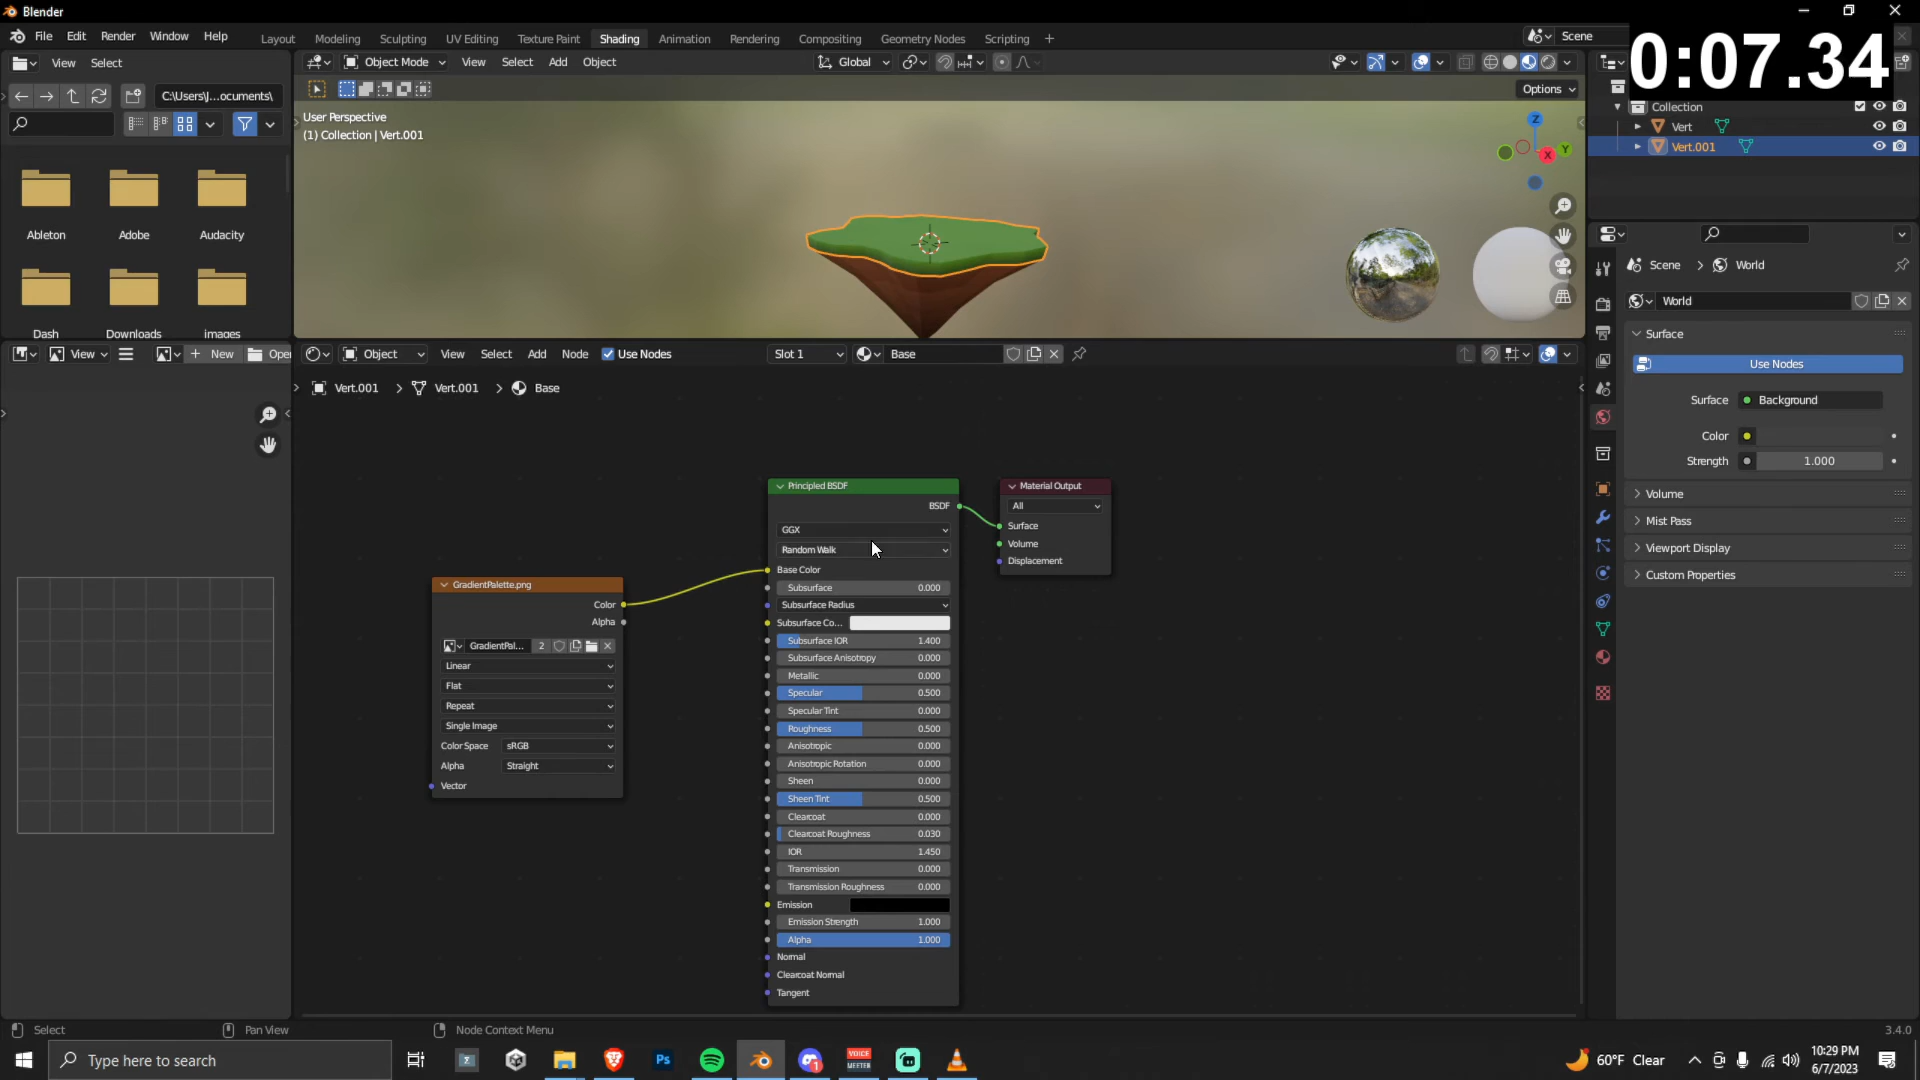 Blender
File Edit Render Window Help
Layout Modeling Sculpting UV Editing Texture Paint Shading Animation Rendering Compositing Geometry Nodes Scripting +
Scene
0:07.34
View Select
Object Mode View Select Add Object
Global
C:\Users\J...ocuments\
Options
User Perspective
(1) Collection | Vert.001
Z
X
Y
Collection
Vert
Vert.001
Ableton
Adobe
Audacity
Dash
Downloads
images
Scene > World
World
Surface
Use Nodes
Surface Background
Color
Strength 1.000
Volume
Mist Pass
Viewport Display
Custom Properties
View
+ New
Open
Object View Select Add Node Use Nodes
Slot 1
Base
Vert.001 > Vert.001 > Base
GradientPalette.png
Color
Alpha
GradientPal... 2
Linear
Flat
Repeat
Single Image
Color Space sRGB
Alpha Straight
Vector
Principled BSDF
BSDF
GGX
Random Walk
Base Color
Subsurface 0.000
Subsurface Radius
Subsurface Co...
Subsurface IOR 1.400
Subsurface Anisotropy 0.000
Metallic 0.000
Specular 0.500
Specular Tint 0.000
Roughness 0.500
Anisotropic 0.000
Anisotropic Rotation 0.000
Sheen 0.000
Sheen Tint 0.500
Clearcoat 0.000
Clearcoat Roughness 0.030
IOR 1.450
Transmission 0.000
Transmission Roughness 0.000
Emission
Emission Strength 1.000
Alpha 1.000
Normal
Clearcoat Normal
Tangent
Material Output
All
Surface
Volume
Displacement
Select
Pan View
Node Context Menu
3.4.0
Type here to search
Ps
VOICE
MEETER
60°F Clear
10:29 PM
6/7/2023